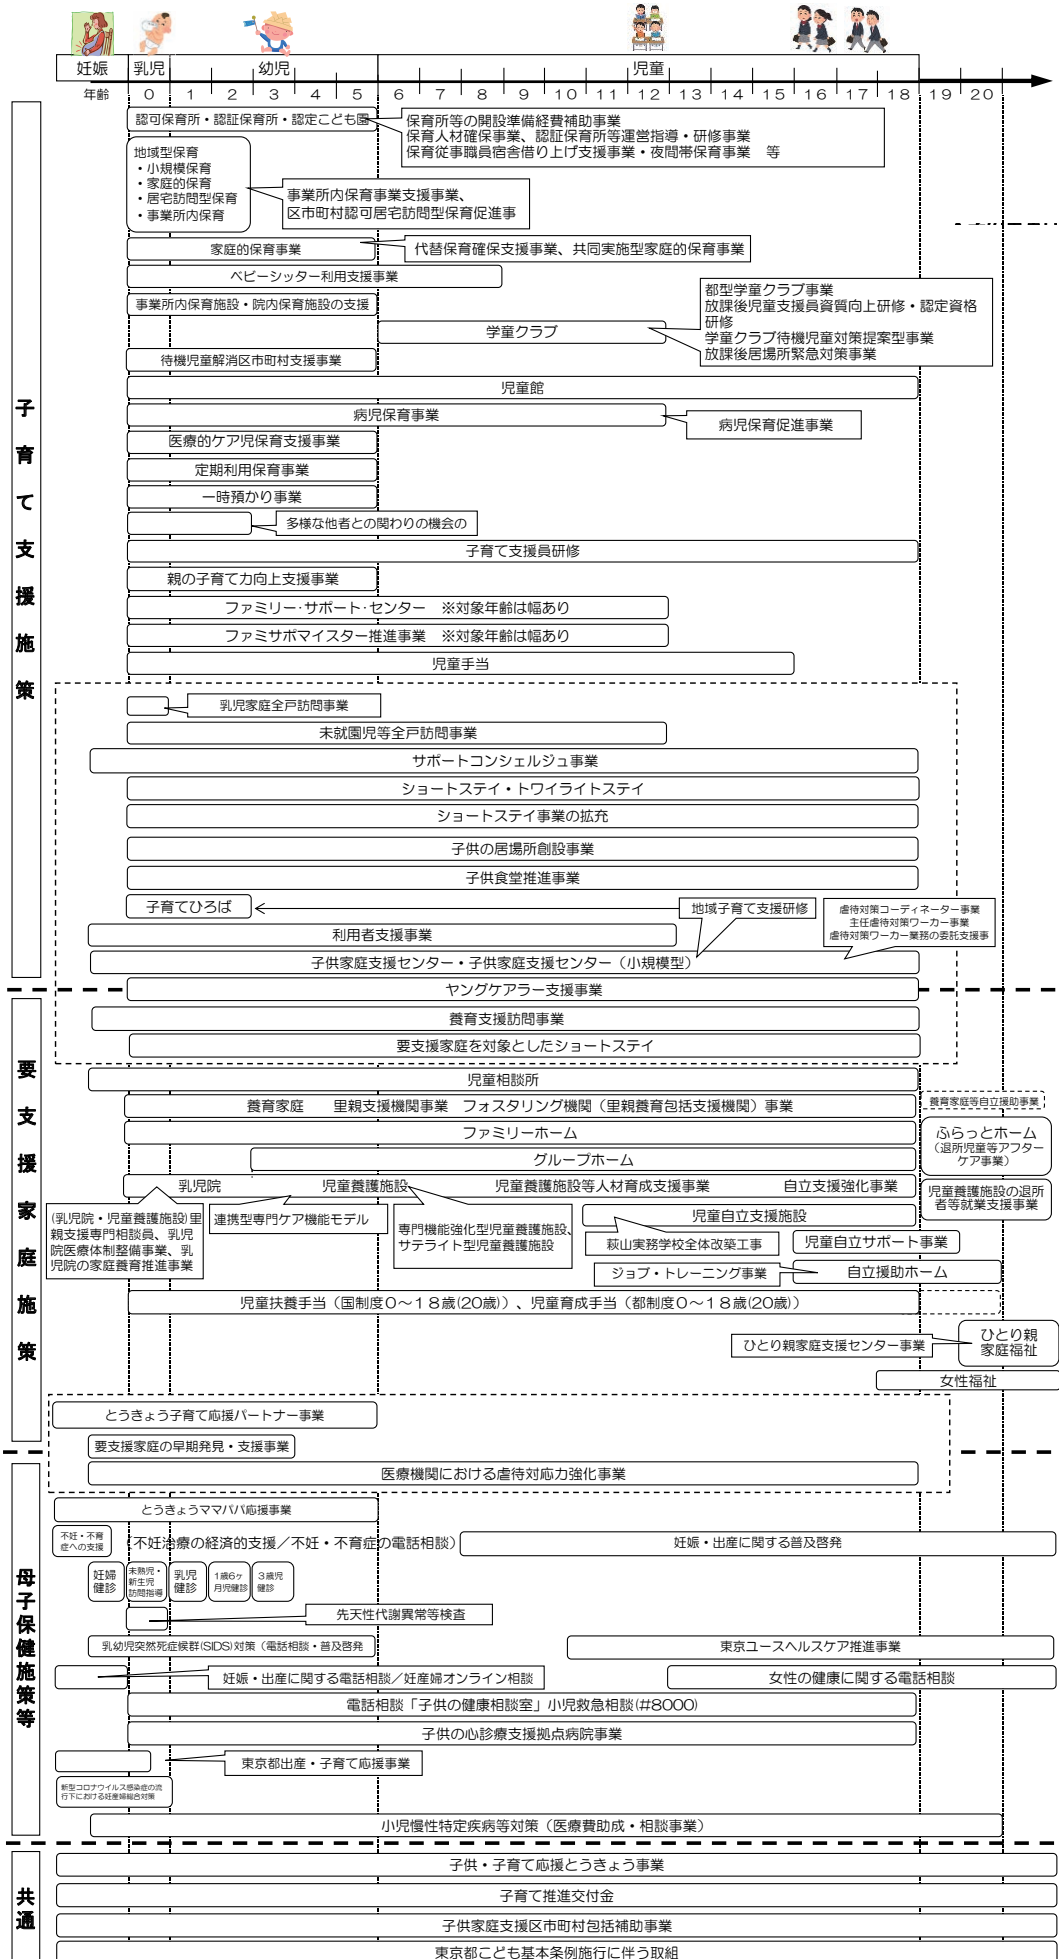 妊娠 乳児 幼児 児童
年齢 0 1 2 3 4 5 6 7 8 9 10 11 12 13 14 15 16 17 18 19 20
子育て支援施策
認可保育所・認証保育所・認定こども園
保育所等の開設準備経費補助事業
保育人材確保事業、認証保育所等運営指導・研修事業
保育従事職員宿舎借り上げ支援事業・夜間帯保育事業 等
地域型保育
・小規模保育
・家庭的保育
・居宅訪問型保育
・事業所内保育
事業所内保育事業支援事業、
区市町村認可居宅訪問型保育促進事
家庭的保育事業
代替保育確保支援事業、共同実施型家庭的保育事業
ベビーシッター利用支援事業
事業所内保育施設・院内保育施設の支援
都型学童クラブ事業
放課後児童支援員資質向上研修・認定資格
研修
学童クラブ待機児童対策提案型事業
放課後居場所緊急対策事業
学童クラブ
待機児童解消区市町村支援事業
児童館
病児保育事業
病児保育促進事業
医療的ケア児保育支援事業
定期利用保育事業
一時預かり事業
多様な他者との関わりの機会の
子育て支援員研修
親の子育て力向上支援事業
ファミリー・サポート・センター ※対象年齢は幅あり
ファミサポマイスター推進事業 ※対象年齢は幅あり
児童手当
乳児家庭全戸訪問事業
未就園児等全戸訪問事業
サポートコンシェルジュ事業
ショートステイ・トワイライトステイ
ショートステイ事業の拡充
子供の居場所創設事業
子供食堂推進事業
子育てひろば
地域子育て支援研修
虐待対策コーディネーター事業
主任虐待対策ワーカー事業
虐待対策ワーカー業務の委託支援事
利用者支援事業
子供家庭支援センター・子供家庭支援センター（小規模型）
ヤングケアラー支援事業
養育支援訪問事業
要支援家庭を対象としたショートステイ
要支援家庭施策
児童相談所
養育家庭 里親支援機関事業 フォスタリング機関（里親養育包括支援機関）事業
養育家庭等自立援助事業
ファミリーホーム
ふらっとホーム
（退所児童等アフター
ケア事業）
グループホーム
乳児院 児童養護施設 児童養護施設等人材育成支援事業 自立支援強化事業
児童養護施設の退所
者等就業支援事業
(乳児院・児童養護施設)里
親支援専門相談員、乳児
院医療体制整備事業、乳
児院の家庭養育推進事業
連携型専門ケア機能モデル
専門機能強化型児童養護施設、
サテライト型児童養護施設
児童自立支援施設
萩山実務学校全体改築工事
児童自立サポート事業
ジョブ・トレーニング事業
自立援助ホーム
児童扶養手当（国制度０～１８歳(20歳)）、児童育成手当（都制度０～１８歳(20歳)）
ひとり親家庭支援センター事業
ひとり親
家庭福祉
女性福祉
とうきょう子育て応援パートナー事業
要支援家庭の早期発見・支援事業
医療機関における虐待対応力強化事業
母子保健施策等
とうきょうママパパ応援事業
不妊・不育
症への支援
（不妊治療の経済的支援／不妊・不育症の電話相談）
妊娠・出産に関する普及啓発
妊婦
健診
未熟児・
新生児
訪問指導
乳児
健診
1歳6ヶ
月児健診
３歳児
健診
先天性代謝異常等検査
乳幼児突然死症候群(SIDS)対策（電話相談・普及啓発
東京ユースヘルスケア推進事業
妊娠・出産に関する電話相談／妊産婦オンライン相談
女性の健康に関する電話相談
電話相談「子供の健康相談室」小児救急相談(#8000)
子供の心診療支援拠点病院事業
東京都出産・子育て応援事業
新型コロナウイルス感染症の流
行下における妊産婦総合対策
小児慢性特定疾病等対策（医療費助成・相談事業）
共通
子供・子育て応援とうきょう事業
子育て推進交付金
子供家庭支援区市町村包括補助事業
東京都こども基本条例施行に伴う取組